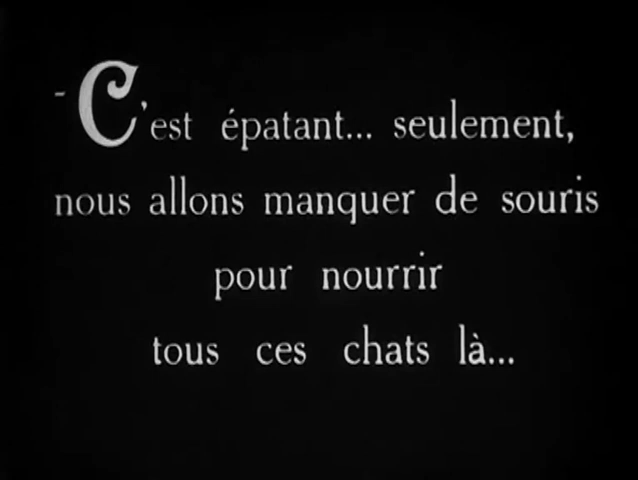 - C'est épatant... seulement,
nous allons manquer de souris
pour nourrir
tous ces chats là...